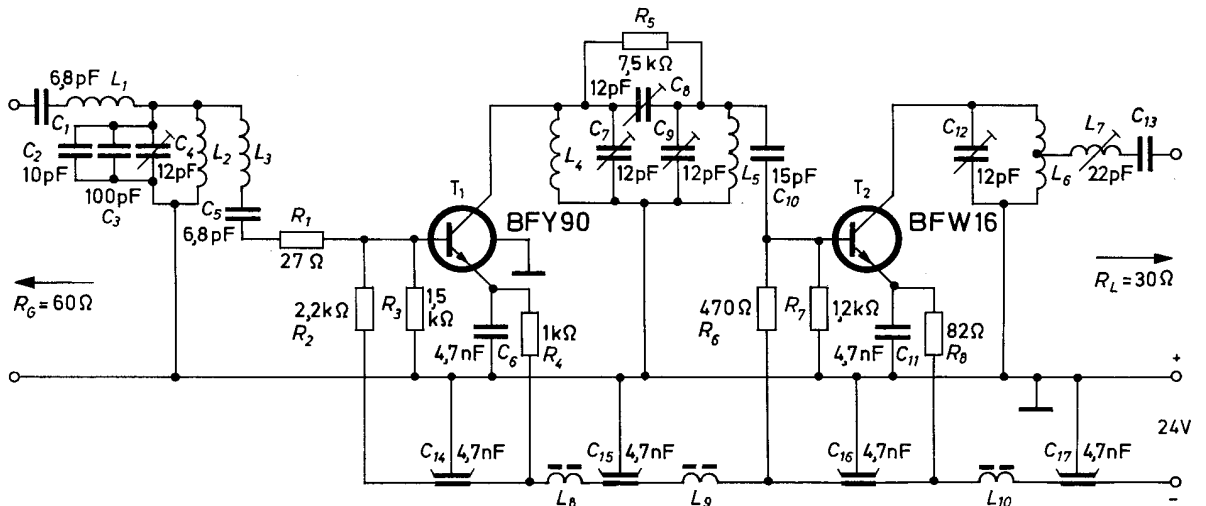 R5
7,5 kΩ
6,8pF L1
12pF C8
C1
C2
10pF
100pF
C3
C4
12pF
L2
L3
C5
6,8pF
R1
27 Ω
L4
C7
12pF
C9
12pF
L5
15pF
C10
T1
BFY90
T2
BFW16
C12
12pF
L6
L7
22pF
C13
RG = 60Ω
RL = 30Ω
2,2kΩ
R2
R3
1,5
kΩ
4,7nF
C6
1kΩ
R4
470Ω
R6
R7
1,2kΩ
4,7nF
C11
82Ω
R8
+
24V
–
C14
4,7nF
L8
C15
4,7nF
L9
C16
4,7nF
L10
C17
4,7nF